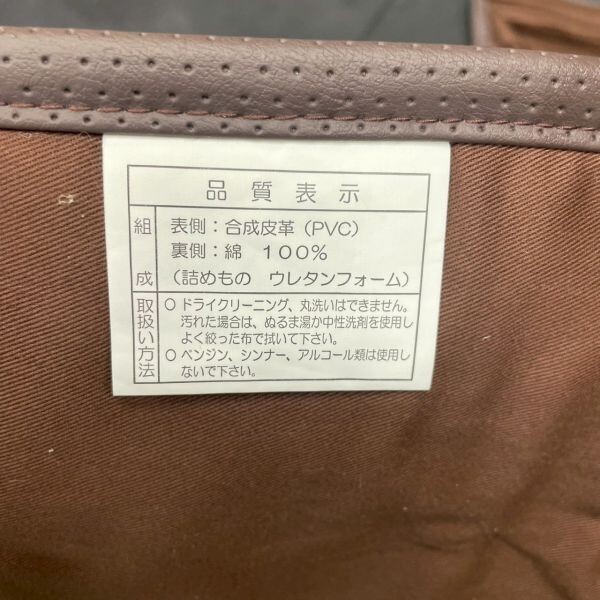 品質表示
組成
表側：合成皮革（PVC）
裏側：綿　１００％
（詰めもの　ウレタンフォーム）
取扱い方法
○ ドライクリーニング、丸洗いはできません。
汚れた場合は、ぬるま湯か中性洗剤を使用し
よく絞った布で拭いて下さい。
○ ベンジン、シンナー、アルコール類は使用し
ないで下さい。